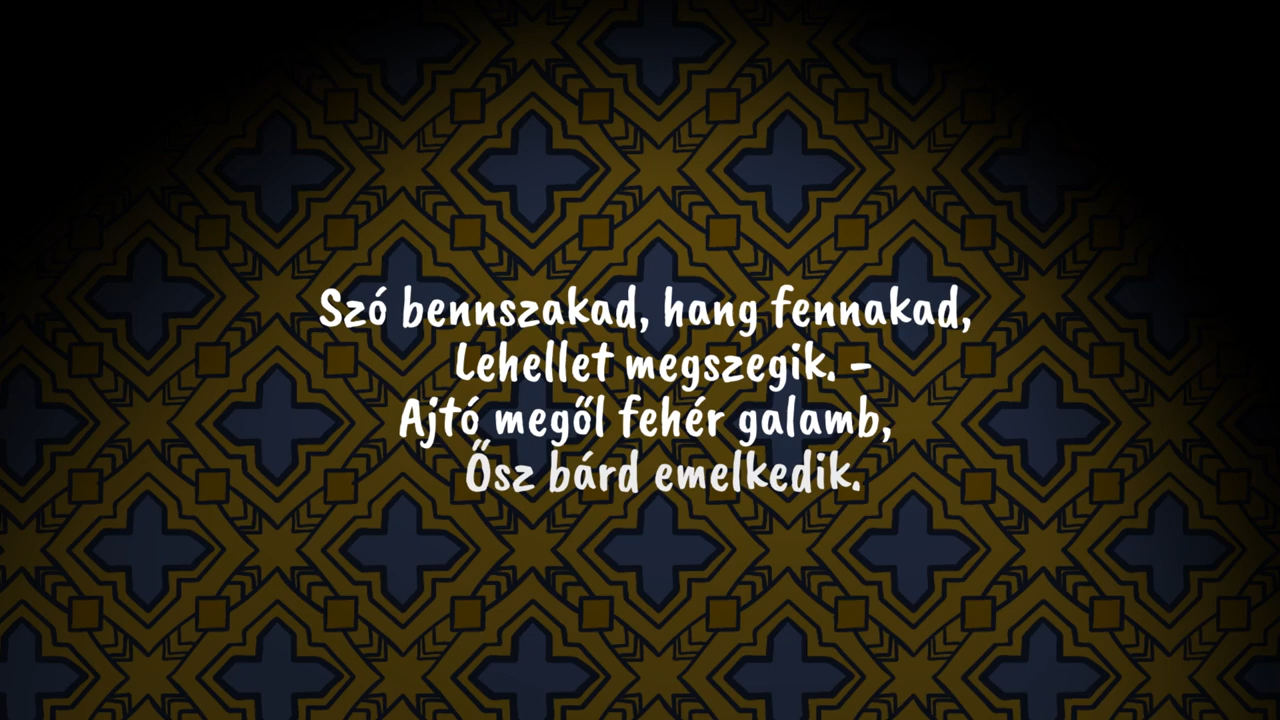 Szó bennszakad, hang fennakad,
Lehellet megszegik. -
Ajtó megől fehér galamb,
Ősz bárd emelkedik.